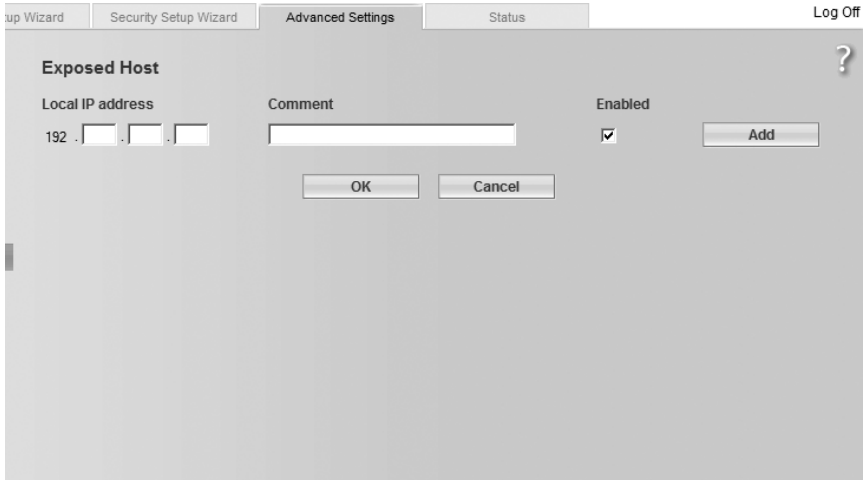 up Wizard Security Setup Wizard Advanced Settings Status Log Off
Exposed Host ?
Local IP address Comment Enabled
192 . . . Add
OK Cancel